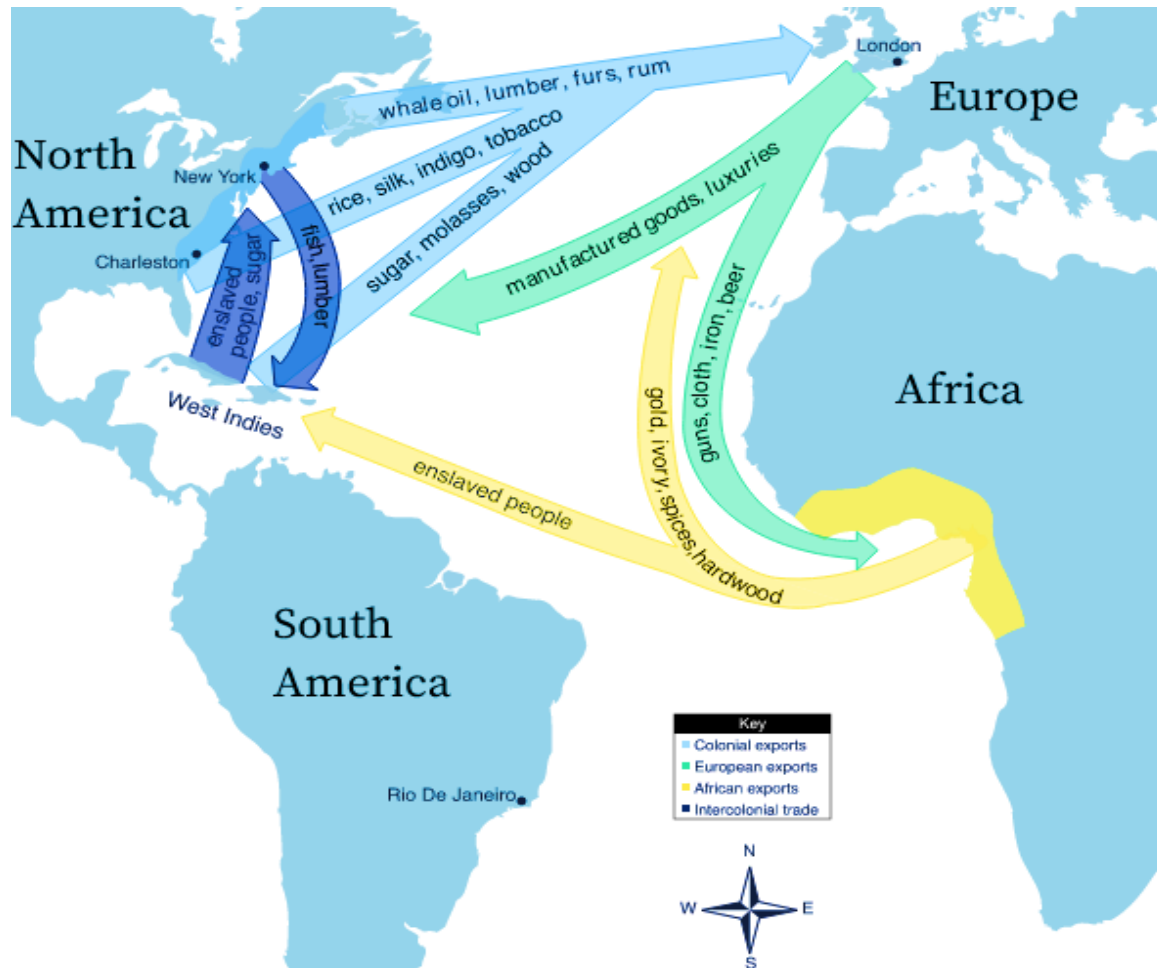 London
Europe
whale oil, lumber, furs, rum
North
America
New York
rice, silk, indigo, tobacco
manufactured goods, luxuries
Charleston
enslaved
people, sugar
fish,lumber
sugar, molasses, wood
guns, cloth, iron, beer
Africa
West Indies
gold, ivory, spices,hardwood
enslaved people
South
America
Rio De Janeiro
Key
Colonial exports
European exports
African exports
Intercolonial trade
N
W
E
S